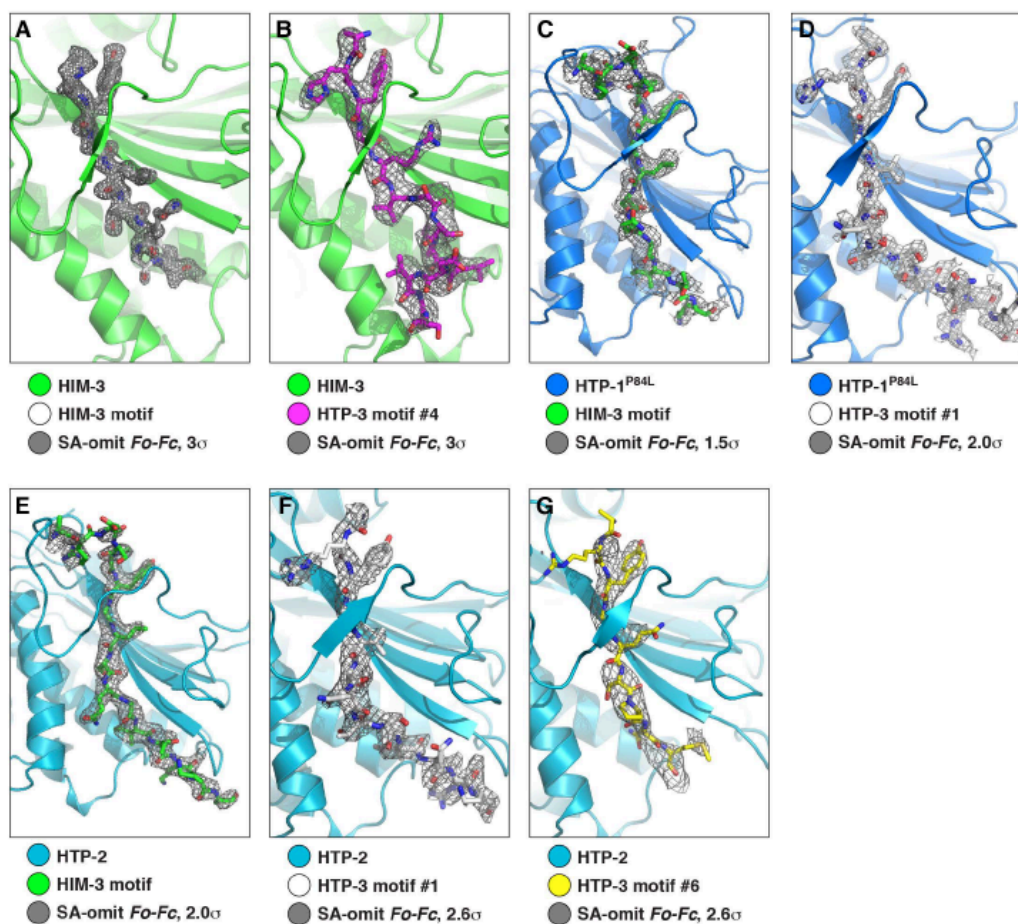 A
B
C
D
HIM-3
HIM-3 motif
SA-omit Fo-Fc, 3σ
HIM-3
HTP-3 motif #4
SA-omit Fo-Fc, 3σ
HTP-1P84L
HIM-3 motif
SA-omit Fo-Fc, 1.5σ
HTP-1P84L
HTP-3 motif #1
SA-omit Fo-Fc, 2.0σ
E
F
G
HTP-2
HIM-3 motif
SA-omit Fo-Fc, 2.0σ
HTP-2
HTP-3 motif #1
SA-omit Fo-Fc, 2.6σ
HTP-2
HTP-3 motif #6
SA-omit Fo-Fc, 2.6σ